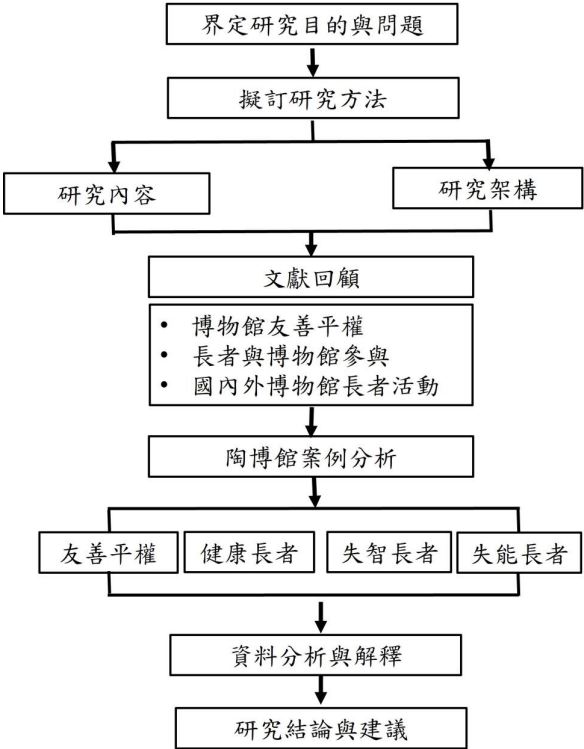 界定研究目的與問題
擬訂研究方法
研究內容
研究架構
文獻回顧
• 博物館友善平權
• 長者與博物館參與
• 國內外博物館長者活動
陶博館案例分析
友善平權
健康長者
失智長者
失能長者
資料分析與解釋
研究結論與建議